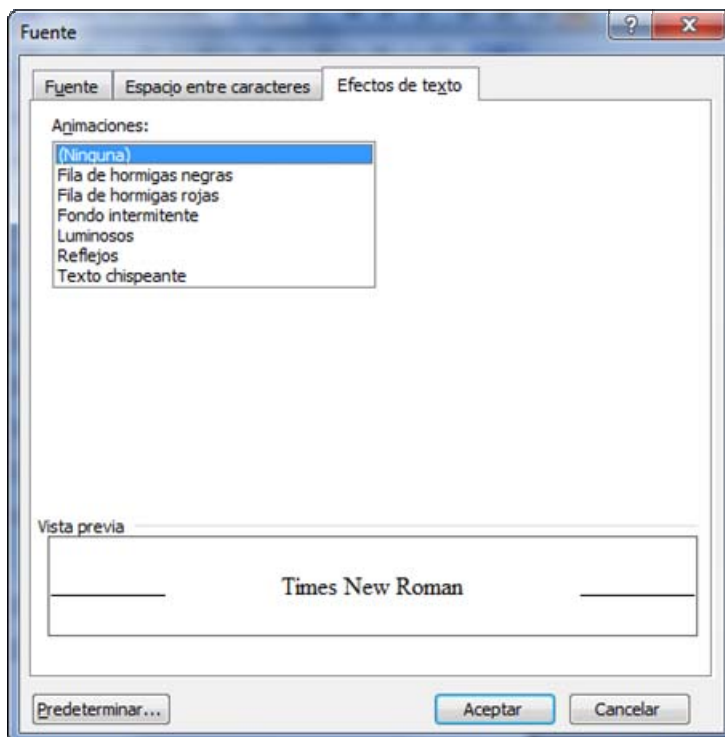 Fuente
Fuente Espacio entre caracteres Efectos de texto
Animaciones:
(Ninguna)
Fila de hormigas negras
Fila de hormigas rojas
Fondo intermitente
Luminosos
Reflejos
Texto chispeante
Vista previa
Times New Roman
Predeterminar... Aceptar Cancelar